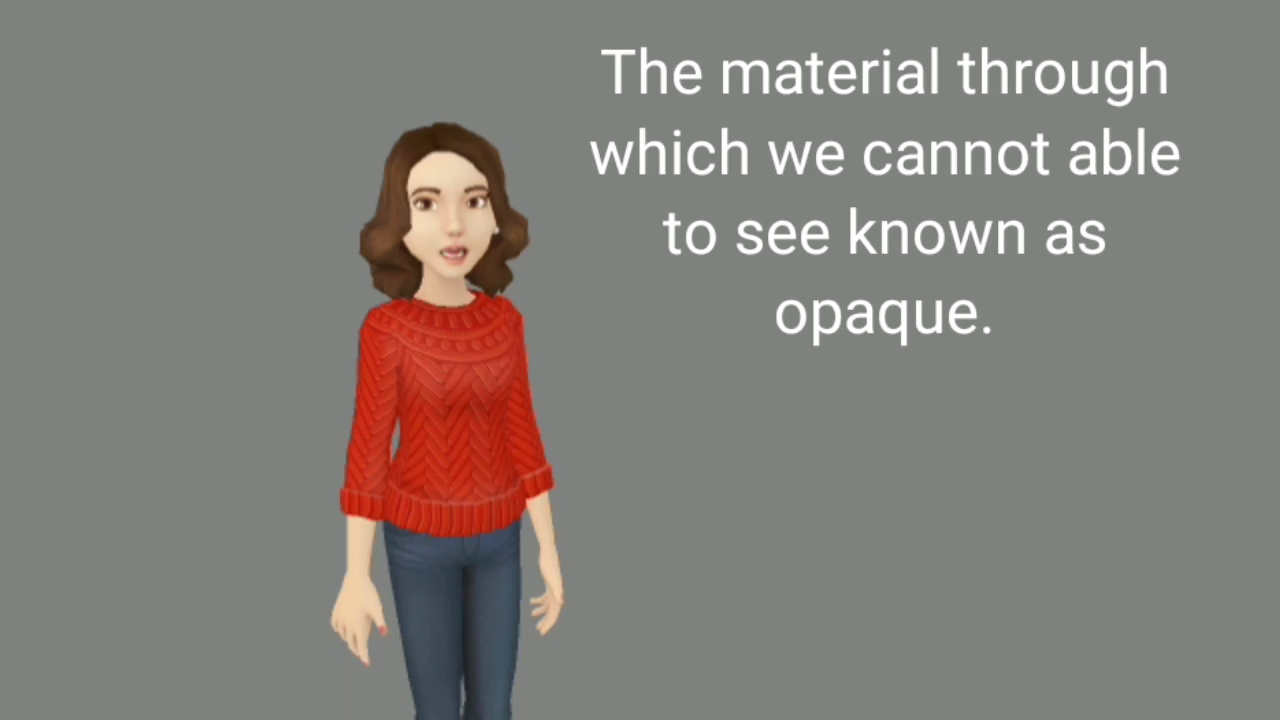 The material through
which we cannot able
to see known as
opaque.